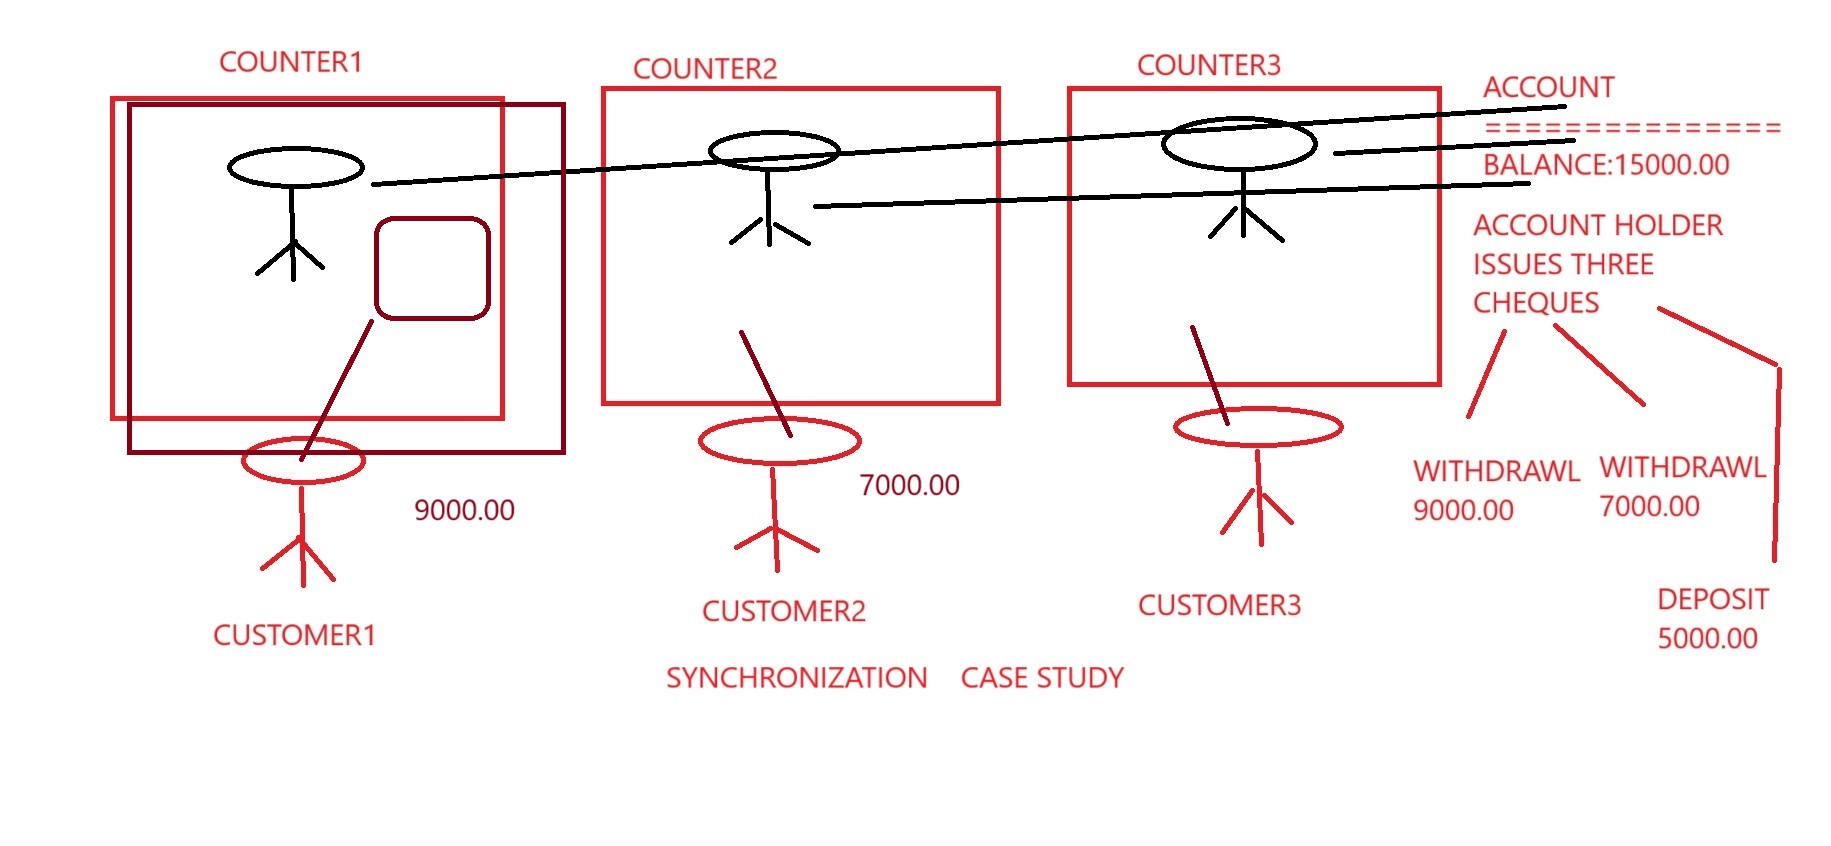 COUNTER1
COUNTER2
COUNTER3
ACCOUNT
===============
BALANCE:15000.00
ACCOUNT HOLDER
ISSUES THREE
CHEQUES
WITHDRAWL
9000.00
WITHDRAWL
7000.00
DEPOSIT
5000.00
9000.00
7000.00
CUSTOMER1
CUSTOMER2
CUSTOMER3
SYNCHRONIZATION CASE STUDY